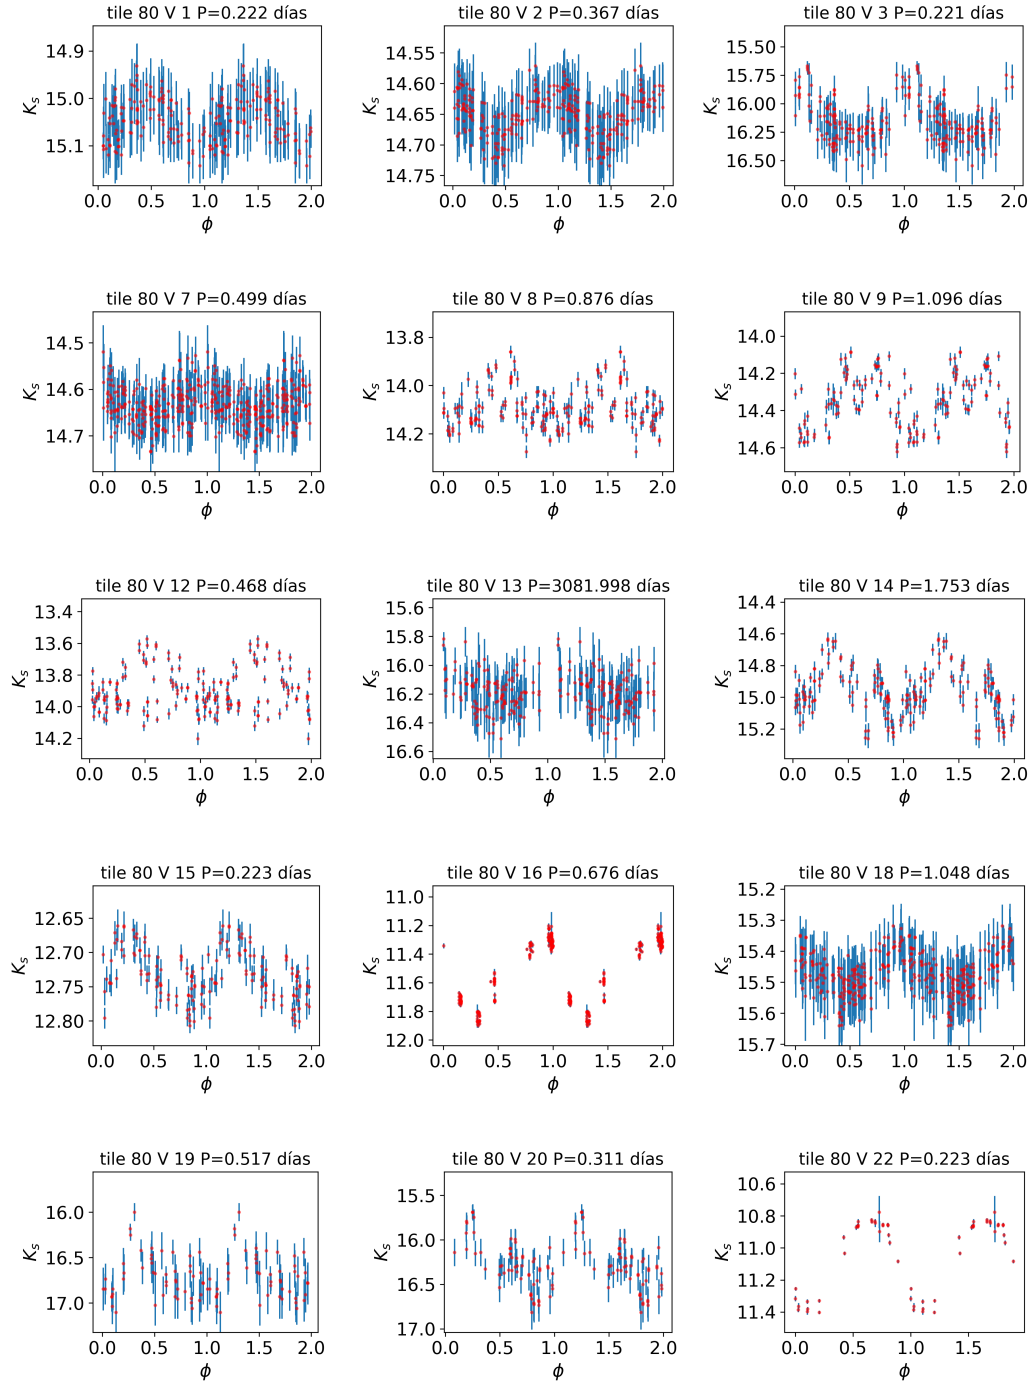 tile 80 V 1 P=0.222 días
tile 80 V 2 P=0.367 días
tile 80 V 3 P=0.221 días
14.9
15.0
15.1
Ks
0.0 0.5 1.0 1.5 2.0
ϕ
14.55
14.60
14.65
14.70
14.75
Ks
0.0 0.5 1.0 1.5 2.0
ϕ
15.50
15.75
16.00
16.25
16.50
Ks
0.0 0.5 1.0 1.5 2.0
ϕ
tile 80 V 7 P=0.499 días
tile 80 V 8 P=0.876 días
tile 80 V 9 P=1.096 días
14.5
14.6
14.7
Ks
0.0 0.5 1.0 1.5 2.0
ϕ
13.8
14.0
14.2
Ks
0.0 0.5 1.0 1.5 2.0
ϕ
14.0
14.2
14.4
14.6
Ks
0.0 0.5 1.0 1.5 2.0
ϕ
tile 80 V 12 P=0.468 días
tile 80 V 13 P=3081.998 días
tile 80 V 14 P=1.753 días
13.4
13.6
13.8
14.0
14.2
Ks
0.0 0.5 1.0 1.5 2.0
ϕ
15.6
15.8
16.0
16.2
16.4
16.6
Ks
0.0 0.5 1.0 1.5 2.0
ϕ
14.4
14.6
14.8
15.0
15.2
Ks
0.0 0.5 1.0 1.5 2.0
ϕ
tile 80 V 15 P=0.223 días
tile 80 V 16 P=0.676 días
tile 80 V 18 P=1.048 días
12.65
12.70
12.75
12.80
Ks
0.0 0.5 1.0 1.5 2.0
ϕ
11.0
11.2
11.4
11.6
11.8
12.0
Ks
0.0 0.5 1.0 1.5 2.0
ϕ
15.2
15.3
15.4
15.5
15.6
15.7
Ks
0.0 0.5 1.0 1.5 2.0
ϕ
tile 80 V 19 P=0.517 días
tile 80 V 20 P=0.311 días
tile 80 V 22 P=0.223 días
16.0
16.5
17.0
Ks
0.0 0.5 1.0 1.5 2.0
ϕ
15.5
16.0
16.5
17.0
Ks
0.0 0.5 1.0 1.5 2.0
ϕ
10.6
10.8
11.0
11.2
11.4
Ks
0.0 0.5 1.0 1.5
ϕ